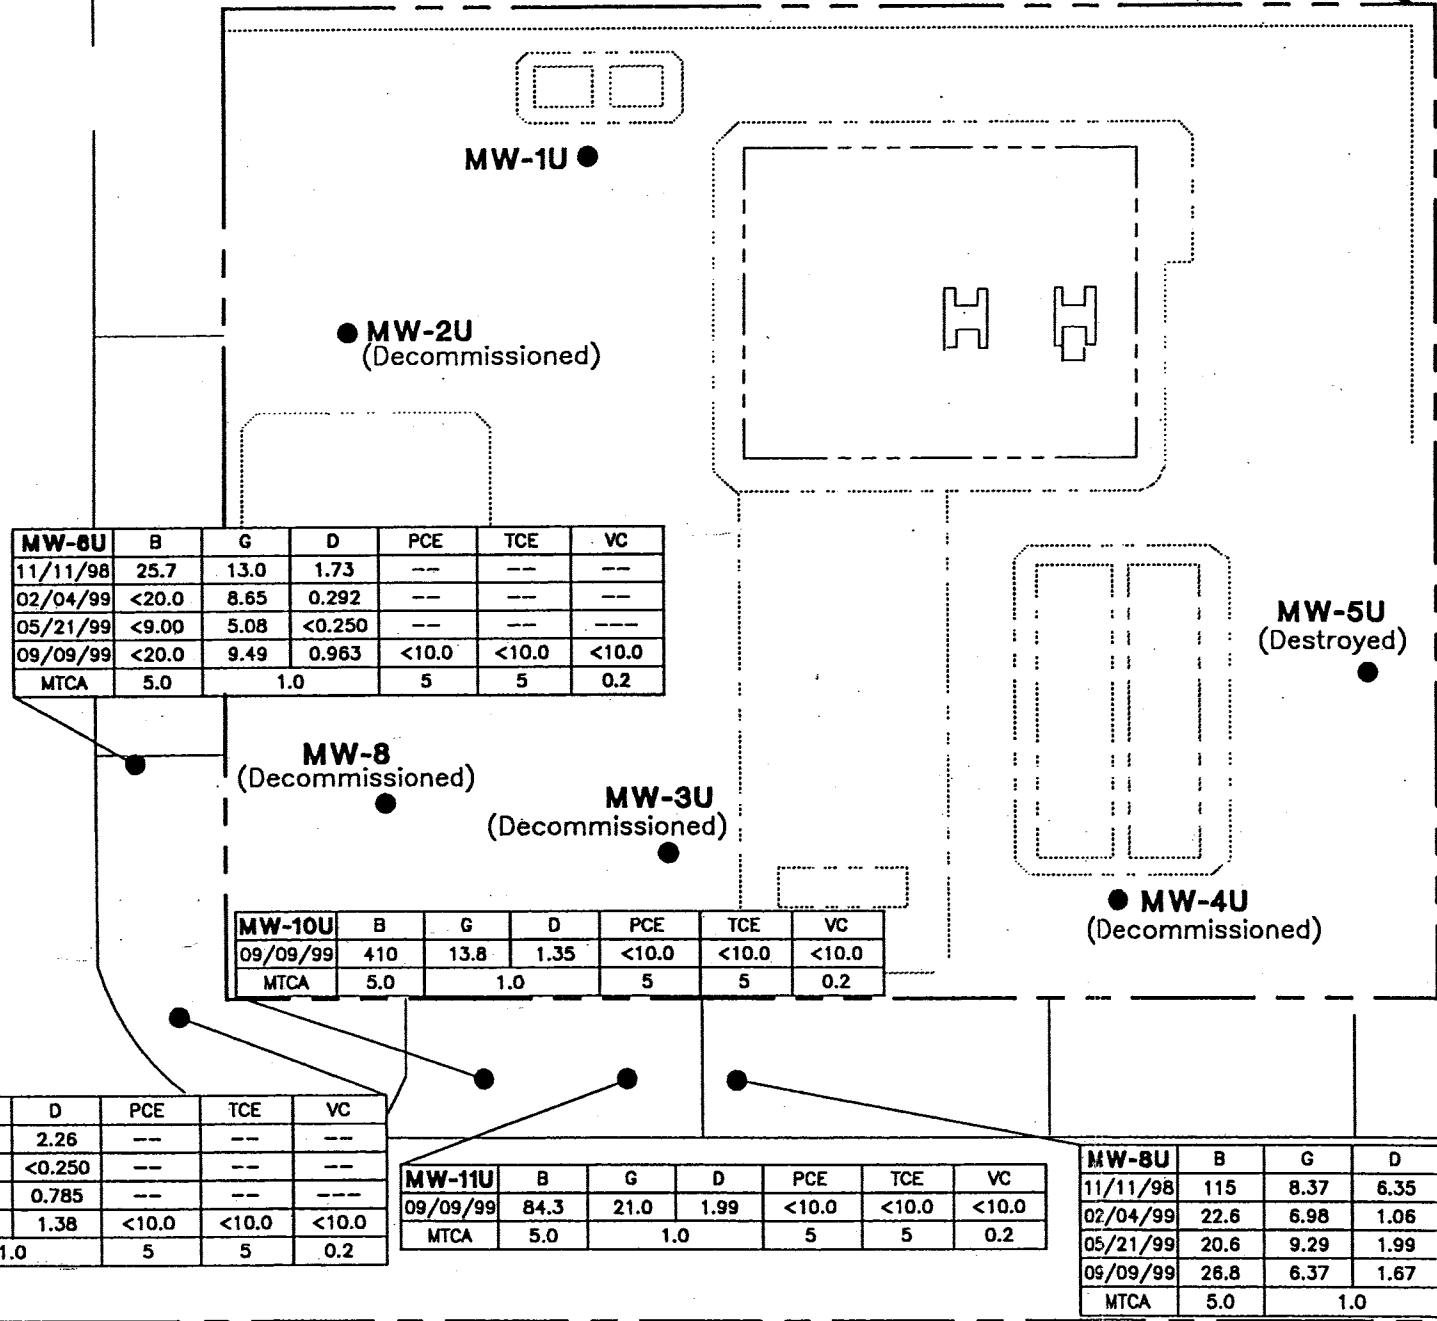 MW-1U
MW-2U
(Decommissioned)
MW-6U B G D PCE TCE VC
11/11/98 25.7 13.0 1.73 -- -- --
02/04/99 <20.0 8.65 0.292 -- -- --
05/21/99 <9.00 5.08 <0.250 -- -- ---
09/09/99 <20.0 9.49 0.963 <10.0 <10.0 <10.0
MTCA 5.0 1.0 5 5 0.2
MW-5U
(Destroyed)
MW-8
(Decommissioned)
MW-3U
(Decommissioned)
MW-4U
(Decommissioned)
MW-10U B G D PCE TCE VC
09/09/99 410 13.8 1.35 <10.0 <10.0 <10.0
MTCA 5.0 1.0 5 5 0.2
D PCE TCE VC
2.26 -- -- --
<0.250 -- -- --
0.785 -- -- ---
1.38 <10.0 <10.0 <10.0
1.0 5 5 0.2
MW-11U B G D PCE TCE VC
09/09/99 84.3 21.0 1.99 <10.0 <10.0 <10.0
MTCA 5.0 1.0 5 5 0.2
MW-8U B G D
11/11/98 115 8.37 6.35
02/04/99 22.6 6.98 1.06
05/21/99 20.6 9.29 1.99
09/09/99 26.8 6.37 1.67
MTCA 5.0 1.0